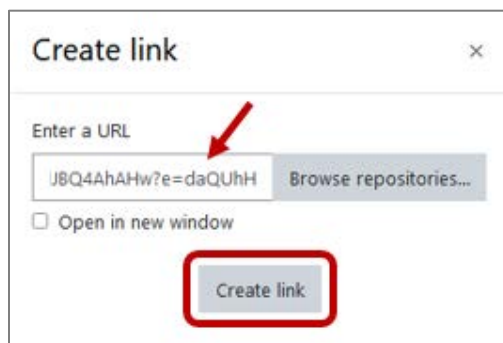 Create link ×
Enter a URL
J8Q4AhAHw?e=daQUhH Browse repositories...
Open in new window
Create link